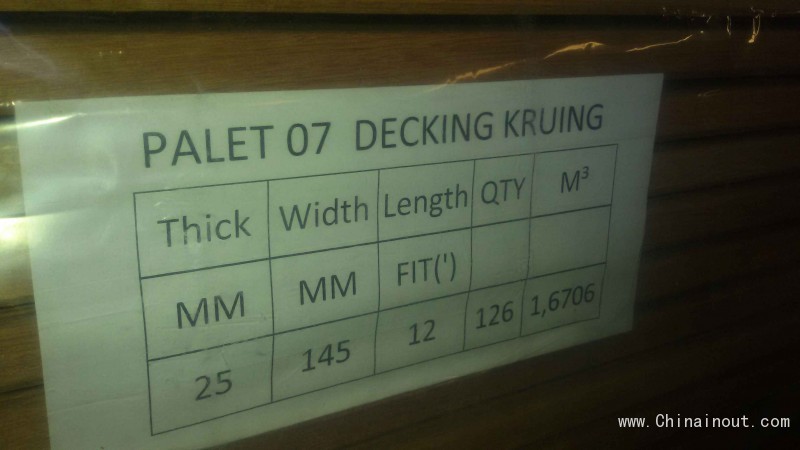 PALET 07 DECKING KRUING
Thick Width Length QTY M³
MM MM FIT(')
25 145 12 126 1,6706
www.Chinainout.com